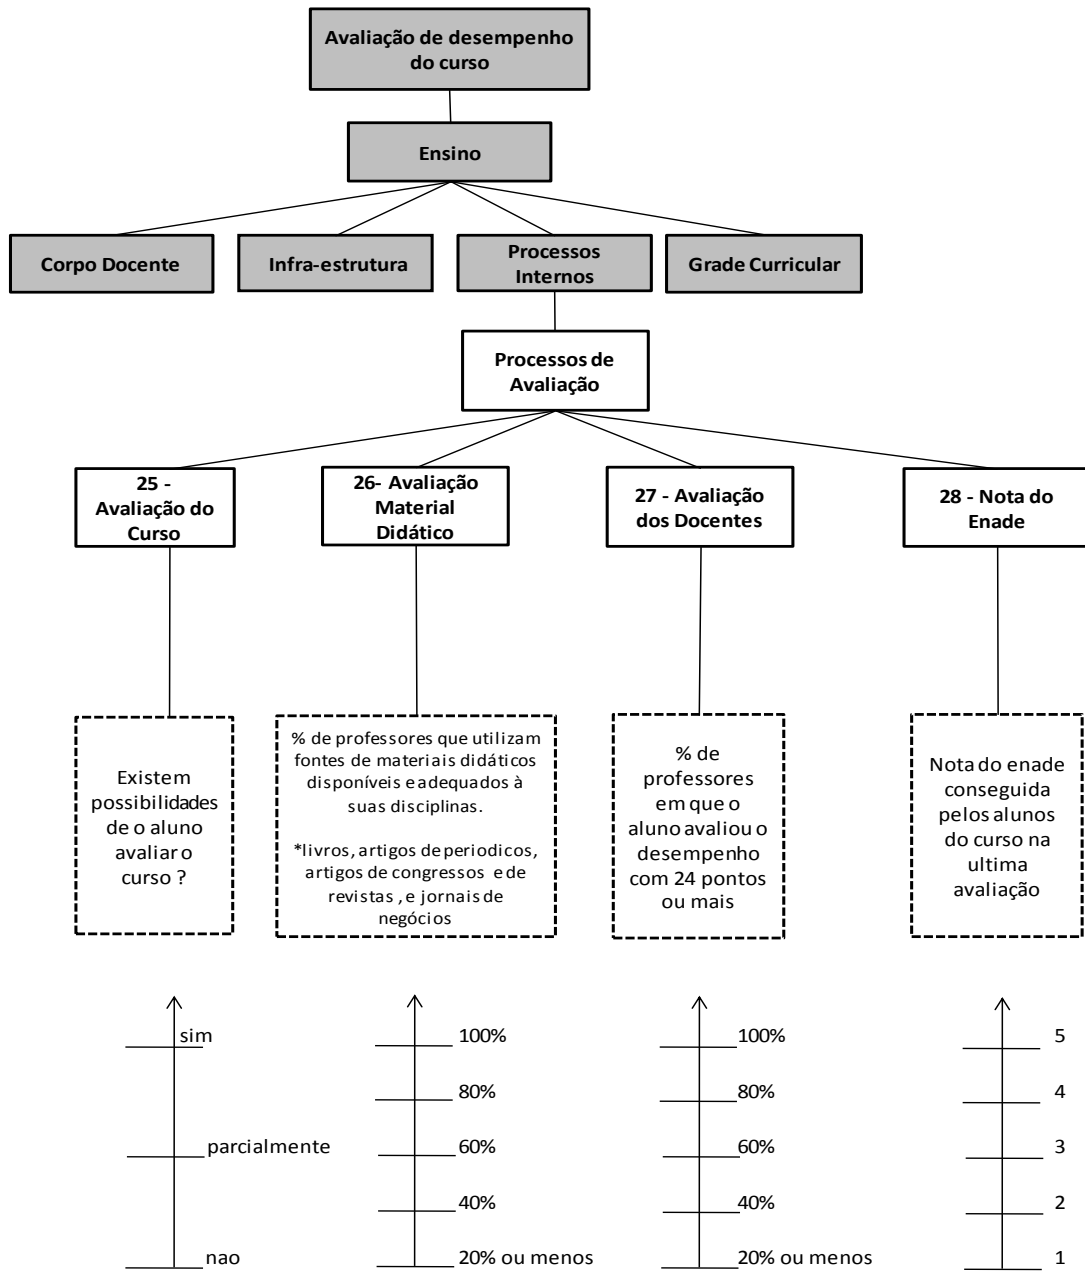 Avaliação de desempenho
do curso
Ensino
Corpo Docente
Infra-estrutura
Processos
Internos
Grade Curricular
Processos de
Avaliação
25 -
Avaliação do
Curso
26- Avaliação
Material
Didático
27 - Avaliação
dos Docentes
28 - Nota do
Enade
Existem
possibilidades
de o aluno
avaliar o
curso ?
% de professores que utilizam
fontes de materiais didáticos
disponíveis e adequados à
suas disciplinas.
*livros, artigos de periodicos,
artigos de congressos e de
revistas , e jornais de
negócios
% de
professores
em que o
aluno avaliou o
desempenho
com 24 pontos
ou mais
Nota do enade
conseguida
pelos alunos
do curso na
ultima
avaliação
sim
parcialmente
nao
100%
80%
60%
40%
20% ou menos
100%
80%
60%
40%
20% ou menos
5
4
3
2
1